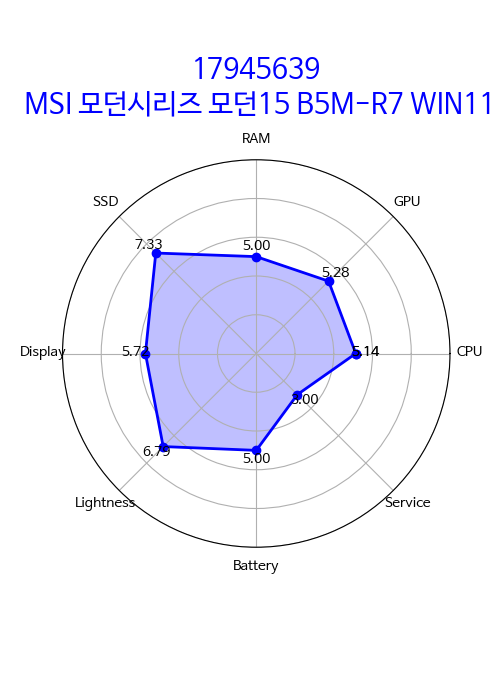 17945639
MSI 모던시리즈 모던15 B5M-R7 WIN11
RAM
SSD
GPU
7.33
5.00
5.28
Display
5.73
5.14
CPU
3.00
6.79
5.00
Lightness
Service
Battery